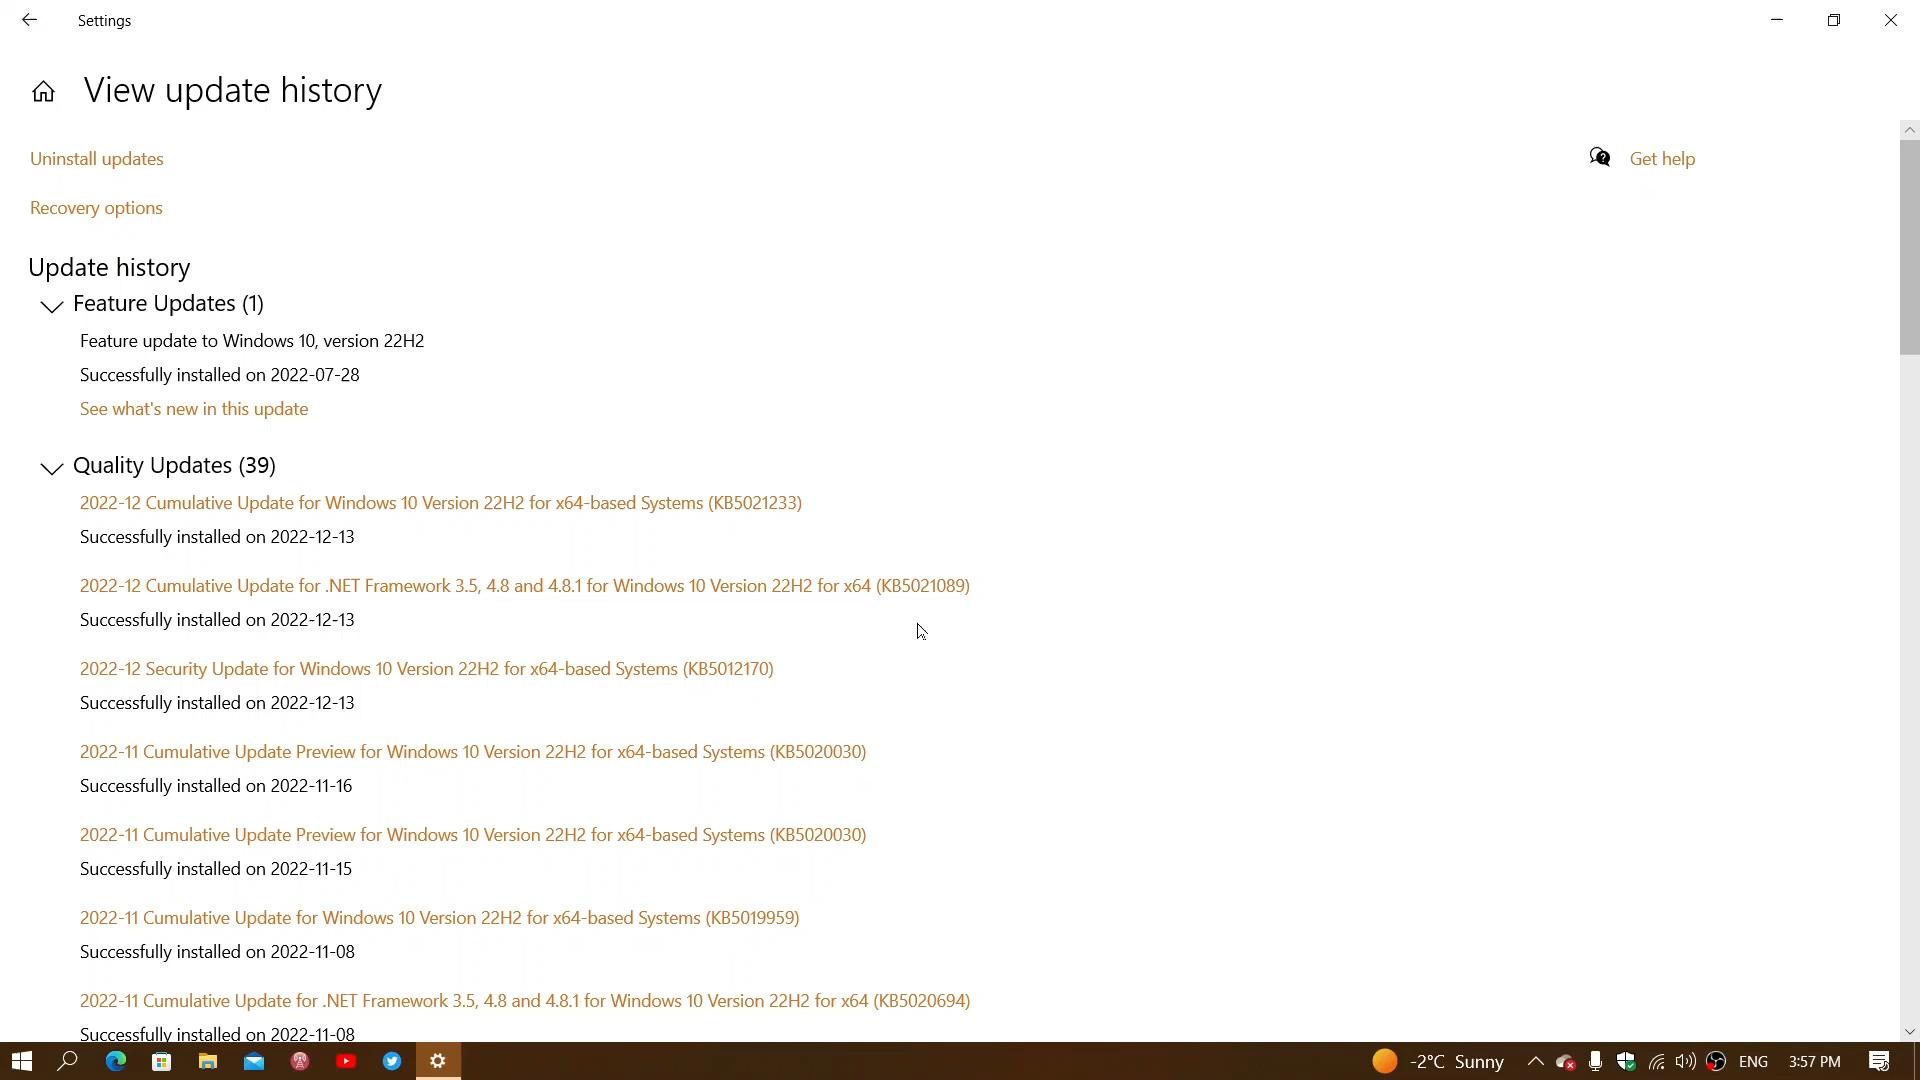 Settings
View update history
Uninstall updates
Get help
Recovery options
Update history
Feature Updates (1)
Feature update to Windows 10, version 22H2
Successfully installed on 2022-07-28
See what's new in this update
Quality Updates (39)
2022-12 Cumulative Update for Windows 10 Version 22H2 for x64-based Systems (KB5021233)
Successfully installed on 2022-12-13
2022-12 Cumulative Update for .NET Framework 3.5, 4.8 and 4.8.1 for Windows 10 Version 22H2 for x64 (KB5021089)
Successfully installed on 2022-12-13
2022-12 Security Update for Windows 10 Version 22H2 for x64-based Systems (KB5012170)
Successfully installed on 2022-12-13
2022-11 Cumulative Update Preview for Windows 10 Version 22H2 for x64-based Systems (KB5020030)
Successfully installed on 2022-11-16
2022-11 Cumulative Update Preview for Windows 10 Version 22H2 for x64-based Systems (KB5020030)
Successfully installed on 2022-11-15
2022-11 Cumulative Update for Windows 10 Version 22H2 for x64-based Systems (KB5019959)
Successfully installed on 2022-11-08
2022-11 Cumulative Update for .NET Framework 3.5, 4.8 and 4.8.1 for Windows 10 Version 22H2 for x64 (KB5020694)
Successfully installed on 2022-11-08
-2°C Sunny
ENG
3:57 PM